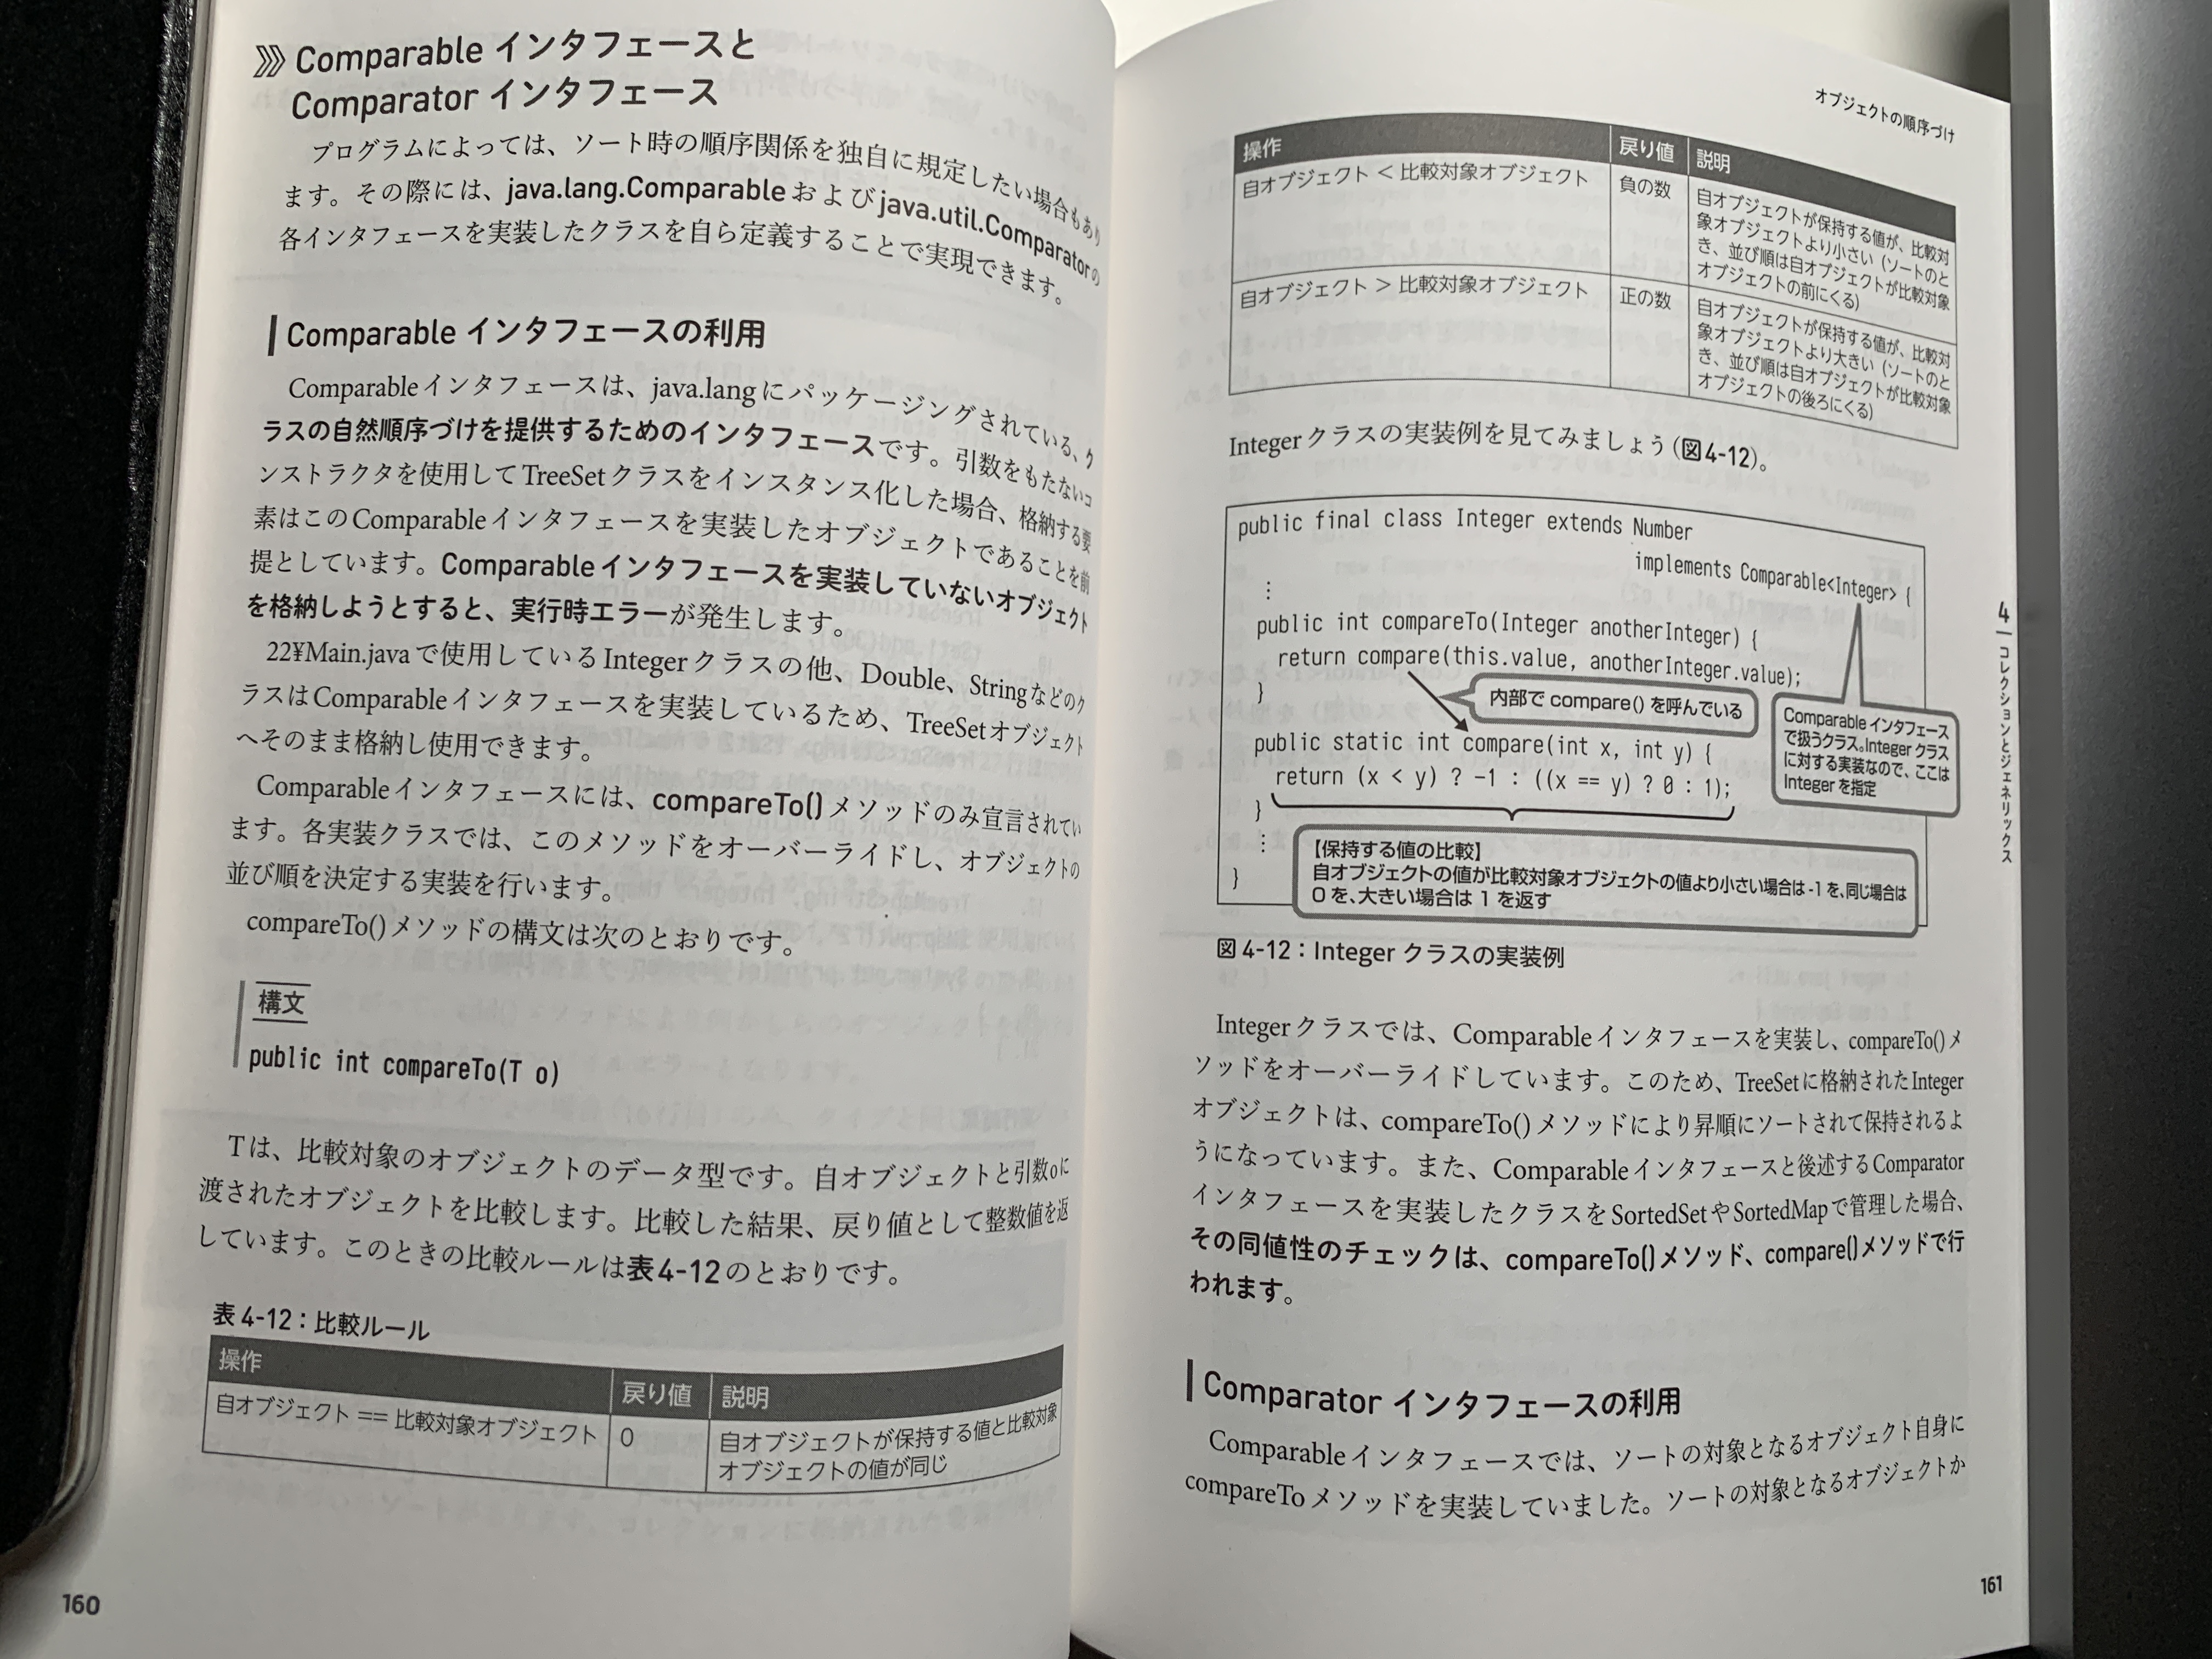 Comparable インタフェースと
Comparator インタフェース
プログラムによっては、ソート時の順序関係を独自に規定したい場合もあり
ます。その際には、java.lang.Comparable および java.util.Comparator の
各インタフェースを実装したクラスを自ら定義することで実現できます。
Comparable インタフェースの利用
Comparable インタフェースは、java.lang にパッケージングされている、ク
ラスの自然順序づけを提供するためのインタフェースです。引数をもたないコ
ンストラクタを使用して TreeSet クラスをインスタンス化した場合、格納する要
素はこの Comparable インタフェースを実装したオブジェクトであることを前
提としています。Comparable インタフェースを実装していないオブジェクト
を格納しようとすると、実行時エラーが発生します。
22¥Main.java で使用している Integer クラスの他、Double、String などのク
ラスは Comparable インタフェースを実装しているため、TreeSet オブジェクト
へそのまま格納し使用できます。
Comparable インタフェースには、compareTo() メソッドのみ宣言されてい
ます。各実装クラスでは、このメソッドをオーバーライドし、オブジェクトの
並び順を決定する実装を行います。
compareTo() メソッドの構文は次のとおりです。
構文
public int compareTo(T o)
T は、比較対象のオブジェクトのデータ型です。自オブジェクトと引数 o に
渡されたオブジェクトを比較します。比較した結果、戻り値として整数値を返
しています。このときの比較ルールは表 4-12 のとおりです。
表 4-12：比較ルール
操作 戻り値 説明
自オブジェクト == 比較対象オブジェクト 0 自オブジェクトが保持する値と比較対象
オブジェクトの値が同じ
160
オブジェクトの順序づけ
操作 戻り値 説明
自オブジェクト < 比較対象オブジェクト 負の数 自オブジェクトが保持する値が、比較対
象オブジェクトより小さい（ソートのと
き、並び順は自オブジェクトが比較対象
オブジェクトの前にくる)
自オブジェクト > 比較対象オブジェクト 正の数 自オブジェクトが保持する値が、比較対
象オブジェクトより大きい（ソートのと
き、並び順は自オブジェクトが比較対象
オブジェクトの後ろにくる)
Integer クラスの実装例を見てみましょう（図4-12）。
public final class Integer extends Number
implements Comparable<Integer> {
⋮
public int compareTo(Integer anotherInteger) {
return compare(this.value, anotherInteger.value);
}
内部で compare() を呼んでいる
Comparable インタフェース
で扱うクラス。Integer クラス
に対する実装なので、ここは
Integer を指定
public static int compare(int x, int y) {
return (x < y) ? -1 : ((x == y) ? 0 : 1);
}
⋮
}
【保持する値の比較】
自オブジェクトの値が比較対象オブジェクトの値より小さい場合は -1 を、同じ場合は
0 を、大きい場合は 1 を返す
図 4-12：Integer クラスの実装例
Integer クラスでは、Comparable インタフェースを実装し、compareTo() メ
ソッドをオーバーライドしています。このため、TreeSet に格納された Integer
オブジェクトは、compareTo() メソッドにより昇順にソートされて保持されるよ
うになっています。また、Comparable インタフェースと後述する Comparator
インタフェースを実装したクラスを SortedSet や SortedMap で管理した場合、
その同値性のチェックは、compareTo() メソッド、compare() メソッドで行
われます。
Comparator インタフェースの利用
Comparable インタフェースでは、ソートの対象となるオブジェクト自身に
compareTo メソッドを実装していました。ソートの対象となるオブジェクトか
4 コレクションとジェネリックス
161